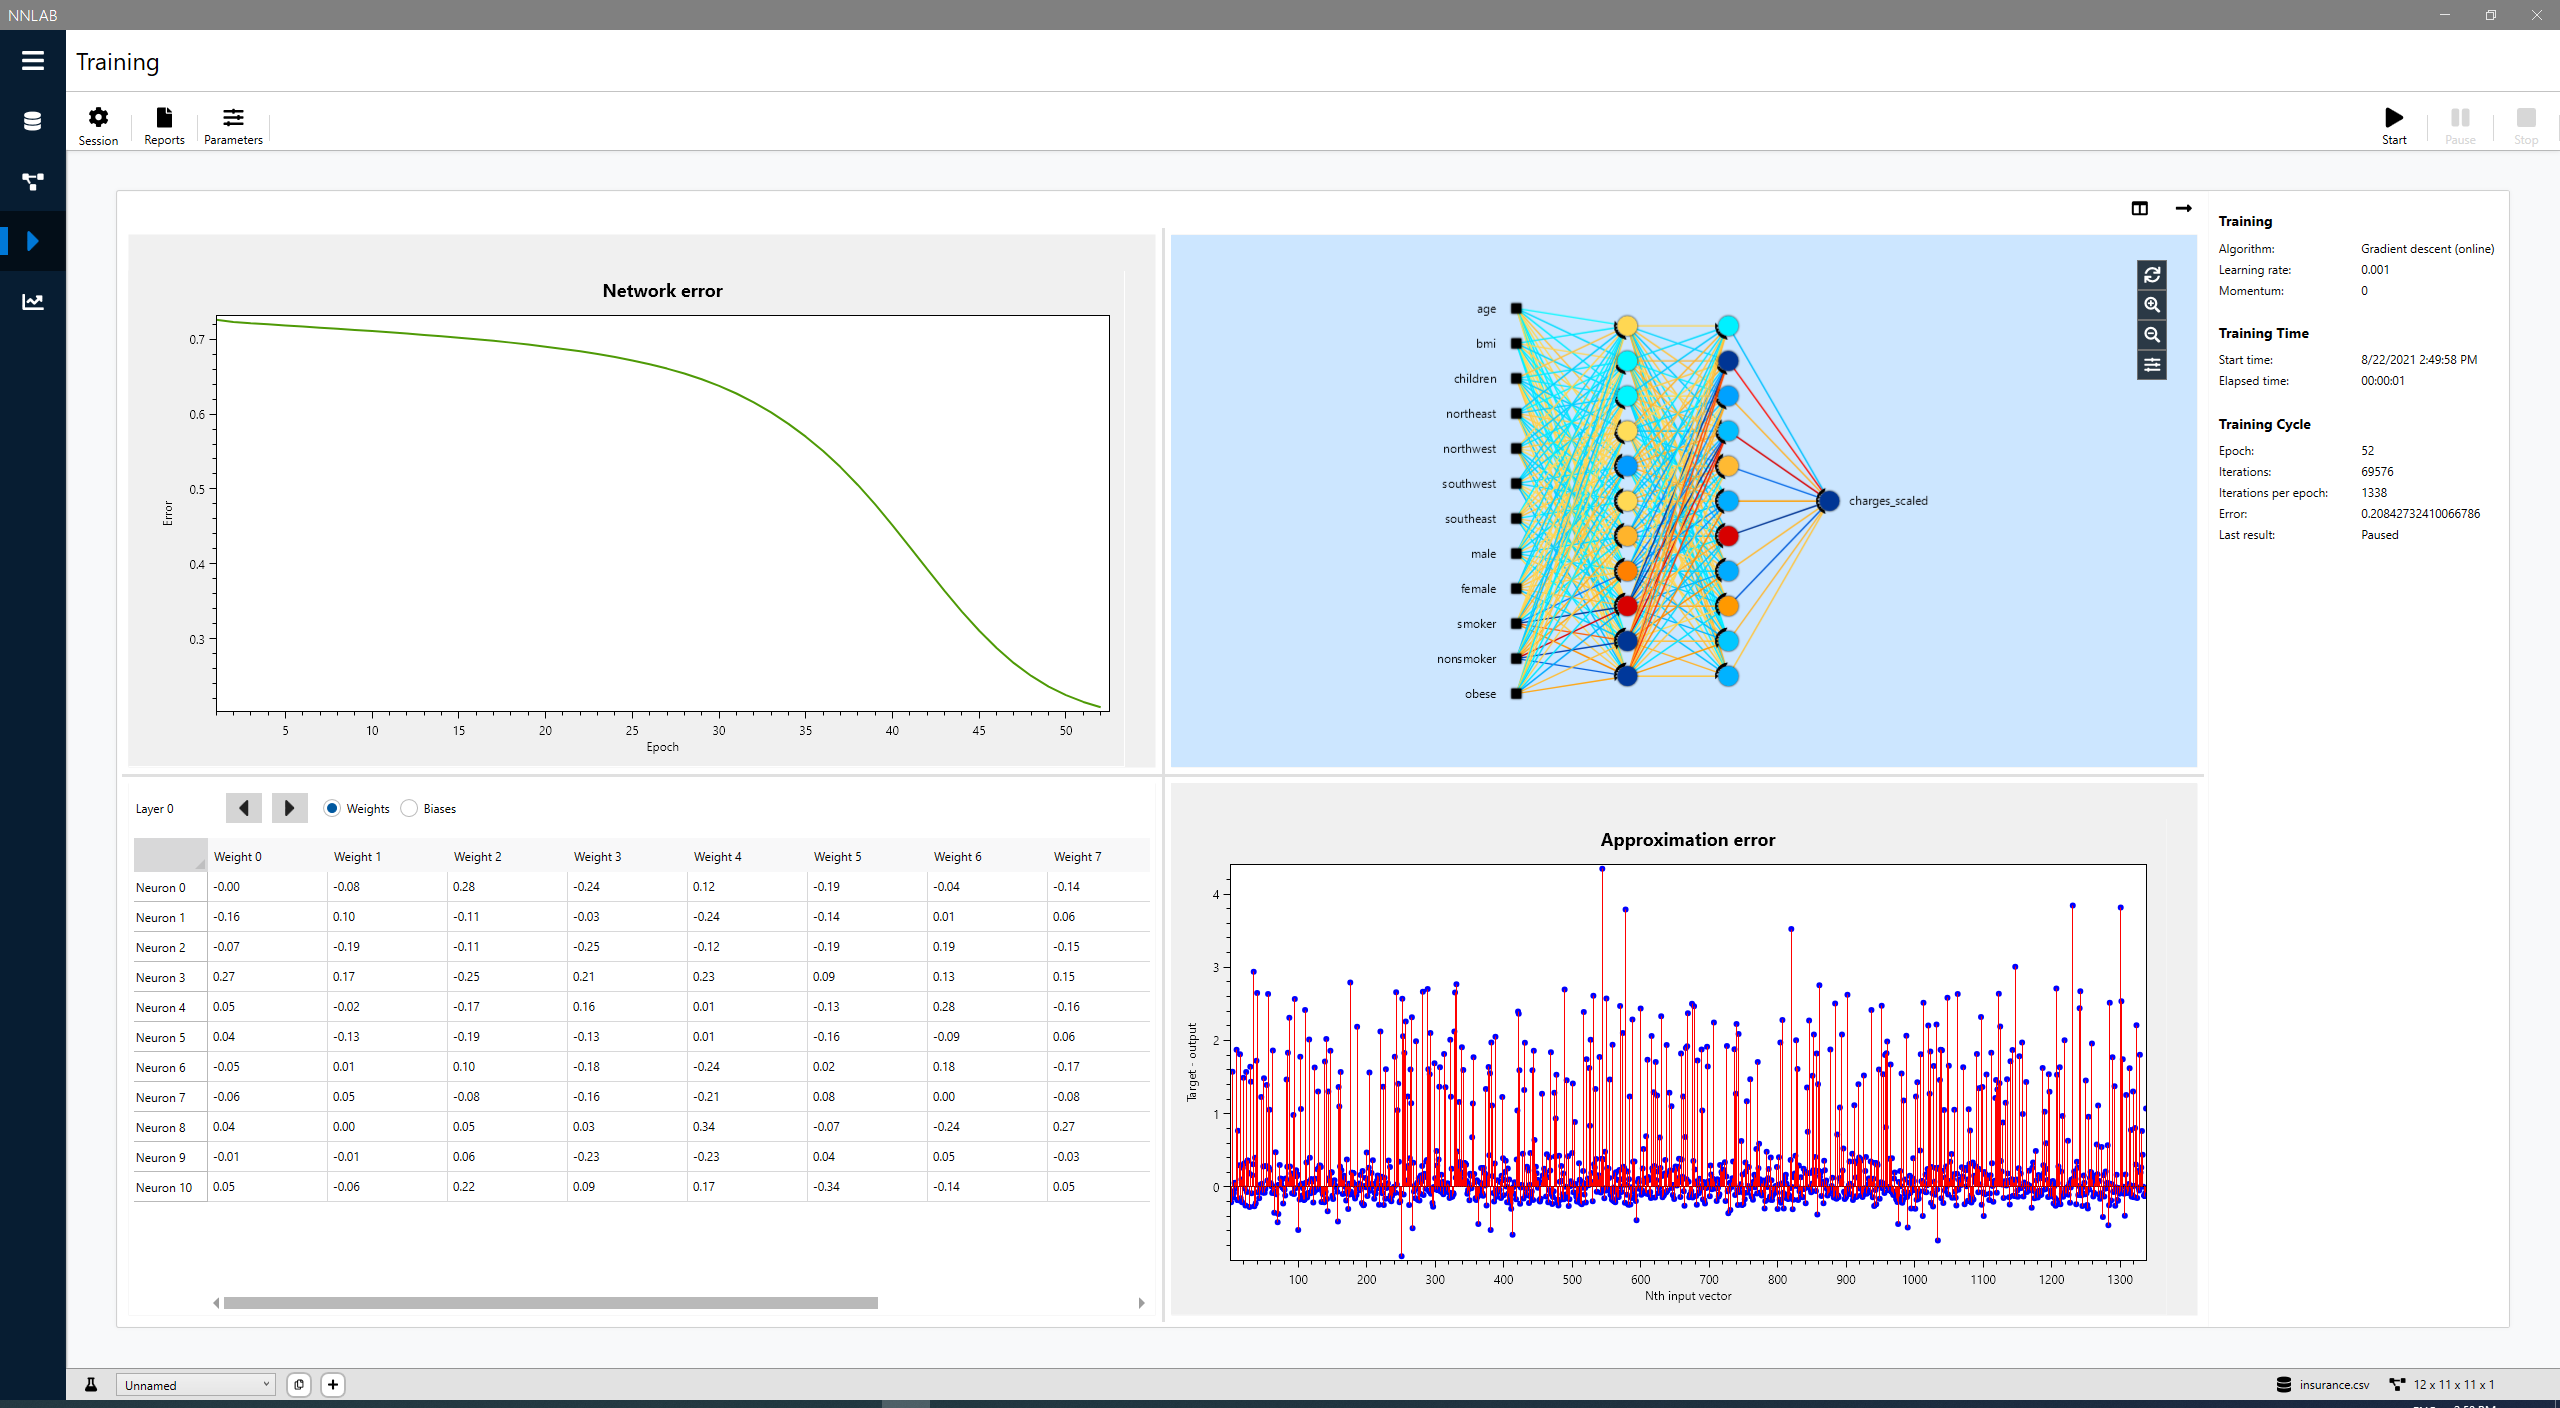 NNLAB
Training
Session
Reports
Parameters
Start
Pause
Stop
Network error
0.7
0.6
0.5
0.4
0.3
Error
5 10 15 20 25 30 35 40 45 50
Epoch
age
bmi
children
northeast
northwest
southwest
southeast
male
female
smoker
nonsmoker
obese
charges_scaled
Training
Algorithm: Gradient descent (online)
Learning rate: 0.001
Momentum: 0
Training Time
Start time: 8/22/2021 2:49:58 PM
Elapsed time: 00:00:01
Training Cycle
Epoch: 52
Iterations: 69576
Iterations per epoch: 1338
Error: 0.20842732410066786
Last result: Paused
Layer 0 Weights Biases
Weight 0 Weight 1 Weight 2 Weight 3 Weight 4 Weight 5 Weight 6 Weight 7
Neuron 0 -0.00 -0.08 0.28 -0.24 0.12 -0.19 -0.04 -0.14
Neuron 1 -0.16 0.10 -0.11 -0.03 -0.24 -0.14 0.01 0.06
Neuron 2 -0.07 -0.19 -0.11 -0.25 -0.12 -0.19 0.19 -0.15
Neuron 3 0.27 0.17 -0.25 0.21 0.23 0.09 0.13 0.15
Neuron 4 0.05 -0.02 -0.17 0.16 0.01 -0.13 0.28 -0.16
Neuron 5 0.04 -0.13 -0.19 -0.13 0.01 -0.16 -0.09 0.06
Neuron 6 -0.05 0.01 0.10 -0.18 -0.24 0.02 0.18 -0.17
Neuron 7 -0.06 0.05 -0.08 -0.16 -0.21 0.08 0.00 -0.08
Neuron 8 0.04 0.00 0.05 0.03 0.34 -0.07 -0.24 0.27
Neuron 9 -0.01 -0.01 0.06 -0.23 -0.23 0.04 0.05 -0.03
Neuron 10 0.05 -0.06 0.22 0.09 0.17 -0.34 -0.14 0.05
Approximation error
4
3
2
1
0
Target - output
100 200 300 400 500 600 700 800 900 1000 1100 1200 1300
Nth input vector
Unnamed
insurance.csv
12 x 11 x 11 x 1